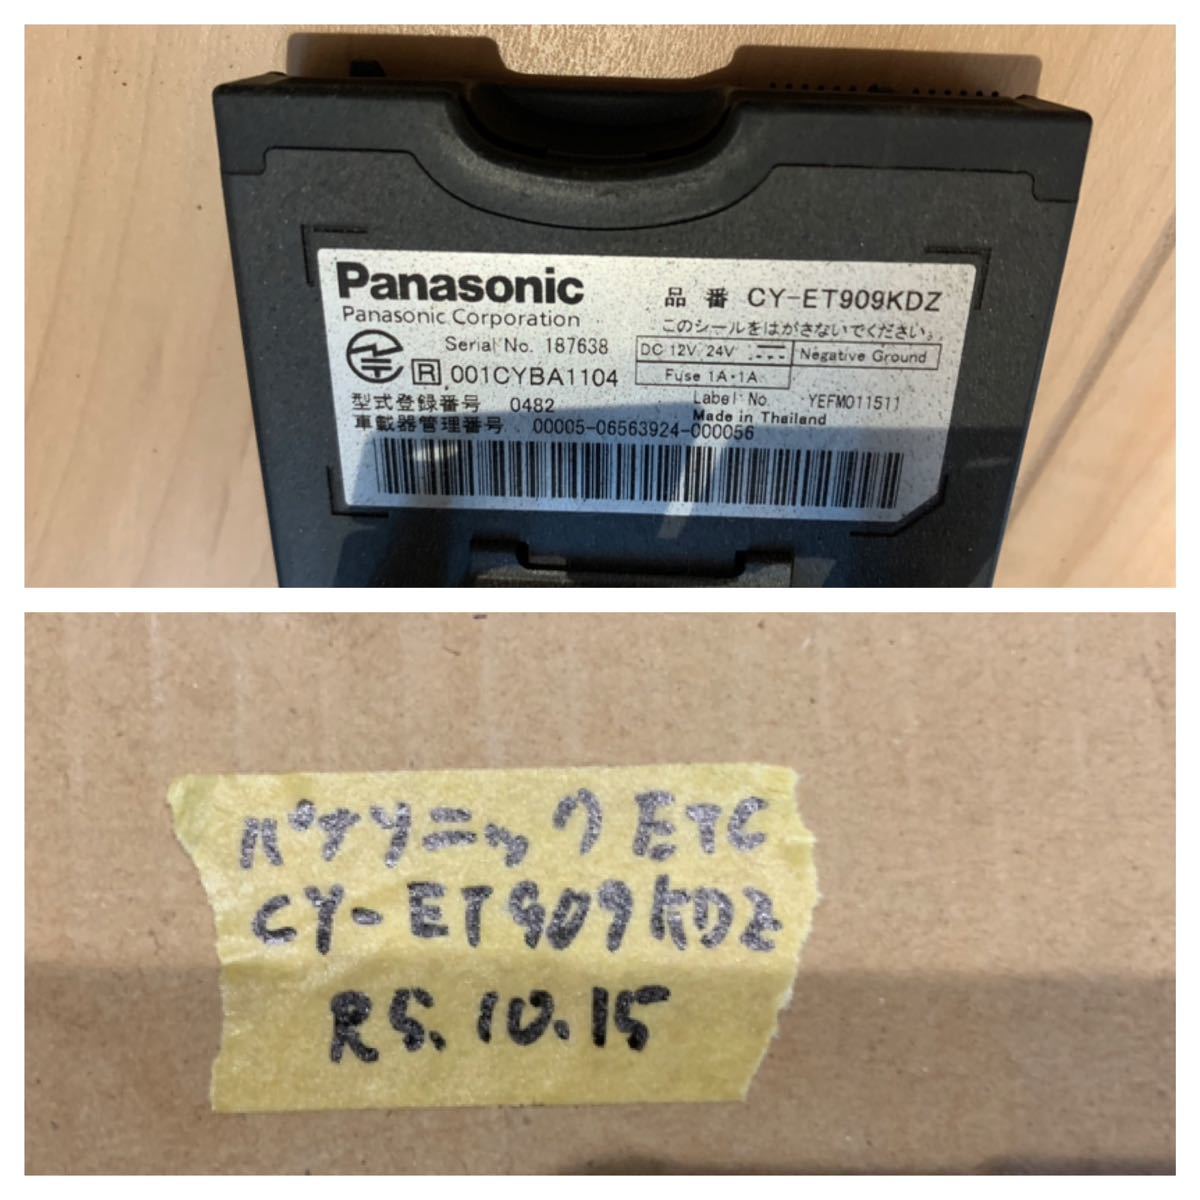 Panasonic
Panasonic Corporation
品番 CY-ET909KDZ
このシールをはがさないでください。
Serial No. 187638
DC 12V, 24V
Negative Ground
R 001CYBA1104
Fuse 1A・1A
型式登録番号 0482
Label No. YEFM011511
Made in Thailand
車載器管理番号 00005-06563924-000056
パナソニック ETC
CY-ET909KDZ
R5.10.15